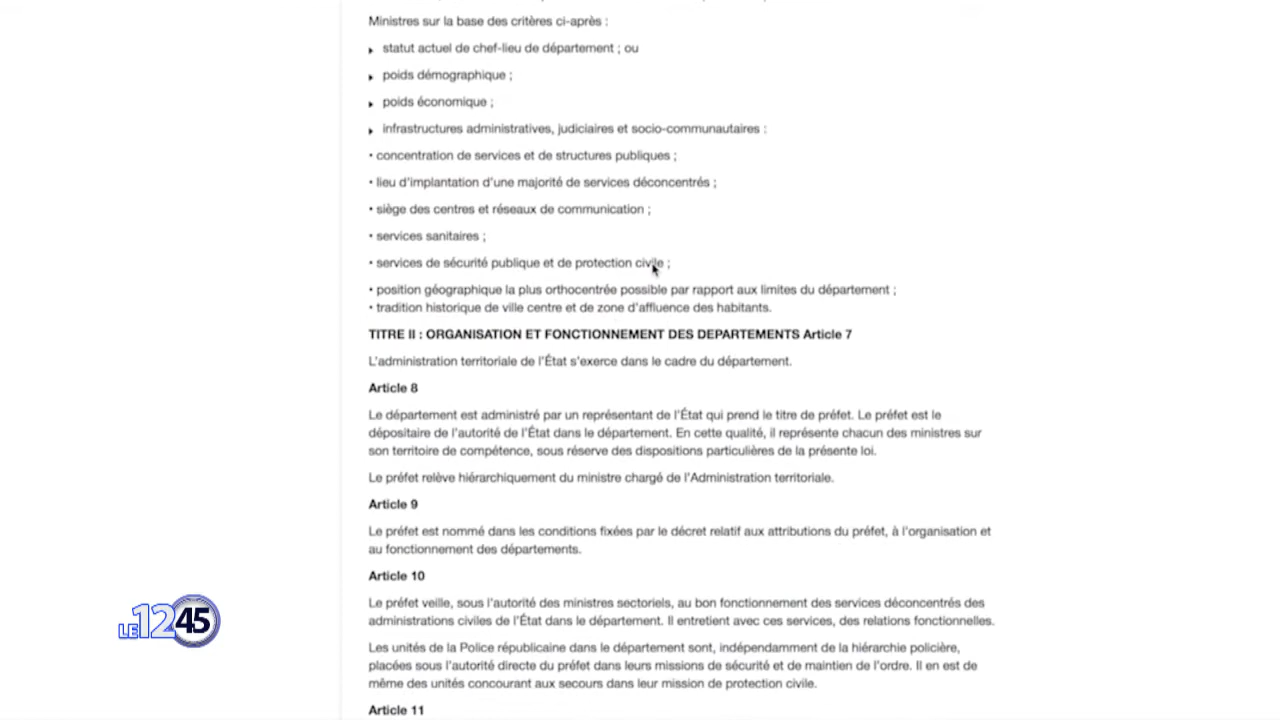 Ministres sur la base des critères ci-après :
statut actuel de chef-lieu de département ; ou
poids démographique ;
poids économique ;
infrastructures administratives, judiciaires et socio-communautaires :
• concentration de services et de structures publiques ;
• lieu d'implantation d'une majorité de services déconcentrés ;
• siège des centres et réseaux de communication ;
• services sanitaires ;
• services de sécurité publique et de protection civile ;
• position géographique la plus orthocentrée possible par rapport aux limites du département ;
• tradition historique de ville centre et de zone d'affluence des habitants.
TITRE II : ORGANISATION ET FONCTIONNEMENT DES DEPARTEMENTS Article 7
L'administration territoriale de l'État s'exerce dans le cadre du département.
Article 8
Le département est administré par un représentant de l'État qui prend le titre de préfet. Le préfet est le
dépositaire de l'autorité de l'État dans le département. En cette qualité, il représente chacun des ministres sur
son territoire de compétence, sous réserve des dispositions particulières de la présente loi.
Le préfet relève hiérarchiquement du ministre chargé de l'Administration territoriale.
Article 9
Le préfet est nommé dans les conditions fixées par le décret relatif aux attributions du préfet, à l'organisation et
au fonctionnement des départements.
Article 10
Le préfet veille, sous l'autorité des ministres sectoriels, au bon fonctionnement des services déconcentrés des
administrations civiles de l'État dans le département. Il entretient avec ces services, des relations fonctionnelles.
Les unités de la Police républicaine dans le département sont, indépendamment de la hiérarchie policière,
placées sous l'autorité directe du préfet dans leurs missions de sécurité et de maintien de l'ordre. Il en est de
même des unités concourant aux secours dans leur mission de protection civile.
Article 11
LE 1245